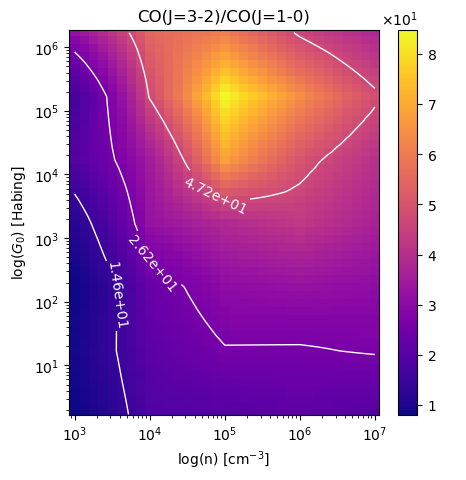 CO(J=3-2)/CO(J=1-0)
×10¹
10⁶
10⁵
10⁴
10³
10²
10¹
log(G₀) [Habing]
4.72e+01
2.62e+01
1.46e+01
10³ 10⁴ 10⁵ 10⁶ 10⁷
log(n) [cm⁻³]
8
7
6
5
4
3
2
1